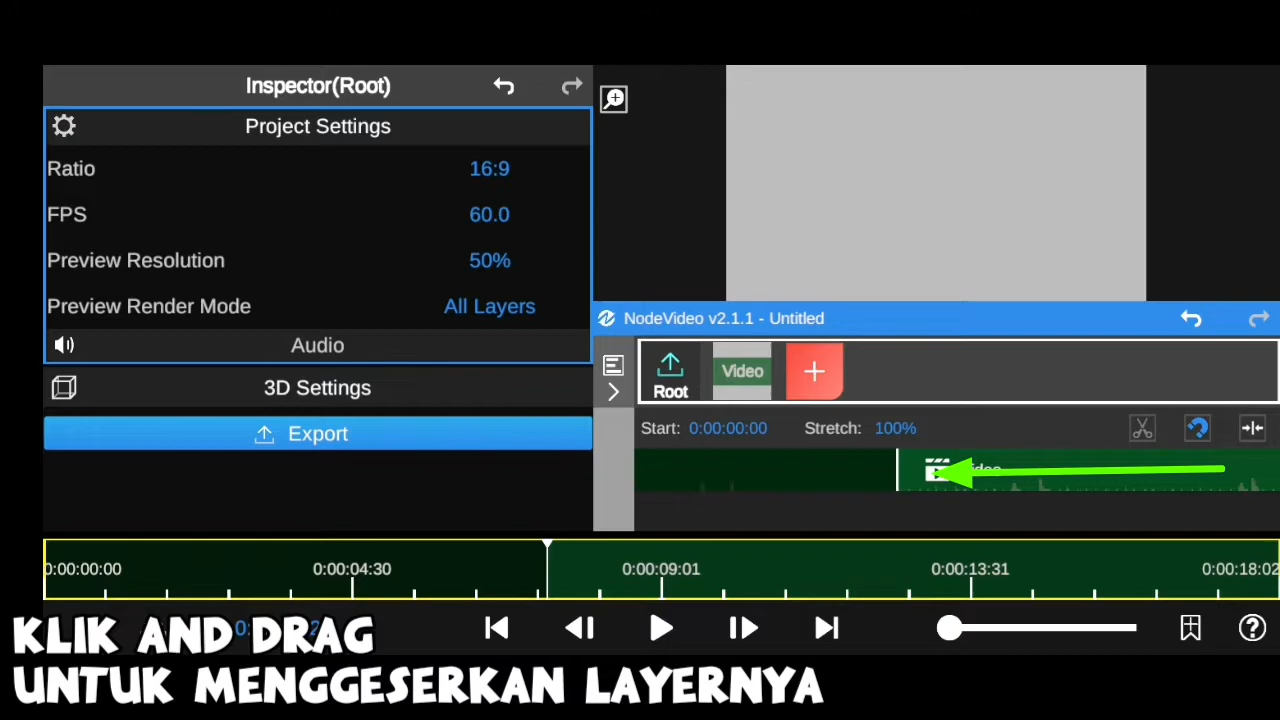 Inspector(Root)
Project Settings
Ratio 16:9
FPS 60.0
Preview Resolution 50%
Preview Render Mode All Layers
Audio
3D Settings
Export
NodeVideo v2.1.1 - Untitled
Root
Video
Start: 0:00:00:00 Stretch: 100%
0:00:00:00 0:00:04:30 0:00:09:01 0:00:13:31 0:00:18:02
KLIK AND DRAG
UNTUK MENGGESERKAN LAYERNYA